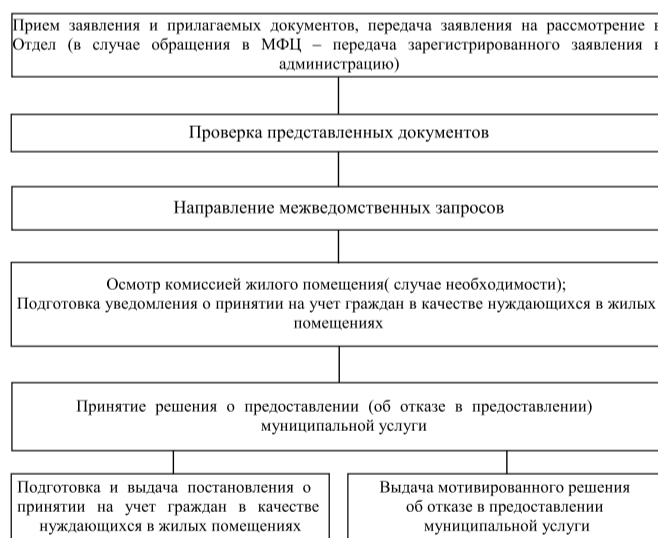 Прием заявления и прилагаемых документов, передача заявления на рассмотрение в
Отдел (в случае обращения в МФЦ – передача зарегистрированного заявления в
администрацию)
Проверка представленных документов
Направление межведомственных запросов
Осмотр комиссией жилого помещения( случае необходимости);
Подготовка уведомления о принятии на учет граждан в качестве нуждающихся в жилых
помещениях
Принятие решения о предоставлении (об отказе в предоставлении)
муниципальной услуги
Подготовка и выдача постановления о
принятии на учет граждан в качестве
нуждающихся в жилых помещениях
Выдача мотивированного решения
об отказе в предоставлении
муниципальной услуги